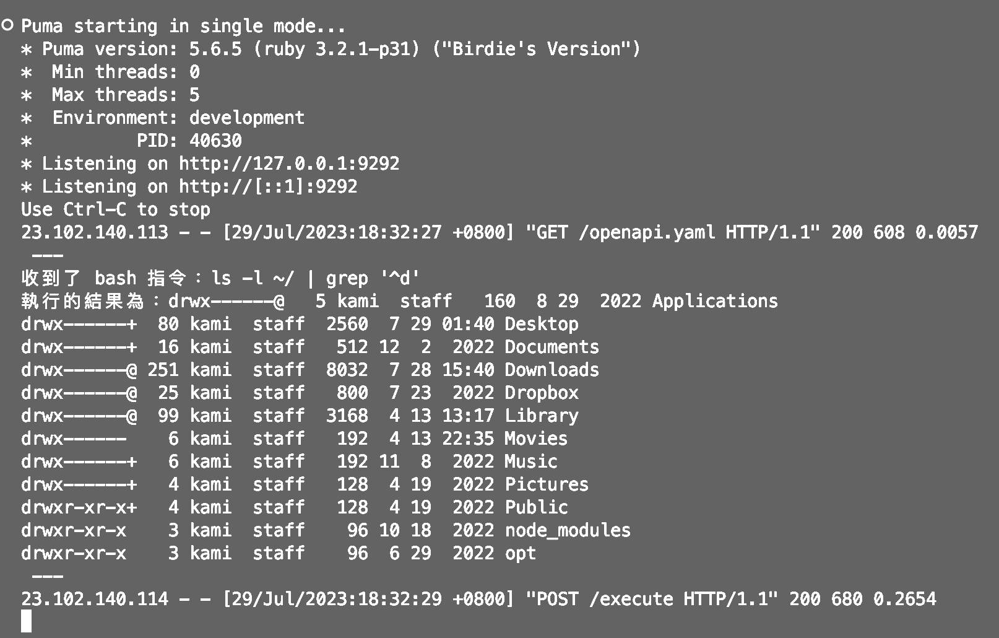 Puma starting in single mode...
* Puma version: 5.6.5 (ruby 3.2.1-p31) ("Birdie's Version")
*  Min threads: 0
*  Max threads: 5
*  Environment: development
*          PID: 40630
* Listening on http://127.0.0.1:9292
* Listening on http://[::1]:9292
Use Ctrl-C to stop
23.102.140.113 - - [29/Jul/2023:18:32:27 +0800] "GET /openapi.yaml HTTP/1.1" 200 608 0.0057
 ---
收到了 bash 指令：ls -l ~/ | grep '^d'
執行的結果為：drwx------@   5 kami  staff   160  8 29  2022 Applications
drwx------+  80 kami  staff  2560  7 29 01:40 Desktop
drwx------+  16 kami  staff   512 12  2  2022 Documents
drwx------@ 251 kami  staff  8032  7 28 15:40 Downloads
drwx------@  25 kami  staff   800  7 23  2022 Dropbox
drwx------@  99 kami  staff  3168  4 13 13:17 Library
drwx------    6 kami  staff   192  4 13 22:35 Movies
drwx------+   6 kami  staff   192 11  8  2022 Music
drwx------+   4 kami  staff   128  4 19  2022 Pictures
drwxr-xr-x+   4 kami  staff   128  4 19  2022 Public
drwxr-xr-x    3 kami  staff    96 10 18  2022 node_modules
drwxr-xr-x    3 kami  staff    96  6 29  2022 opt
 ---
23.102.140.114 - - [29/Jul/2023:18:32:29 +0800] "POST /execute HTTP/1.1" 200 680 0.2654